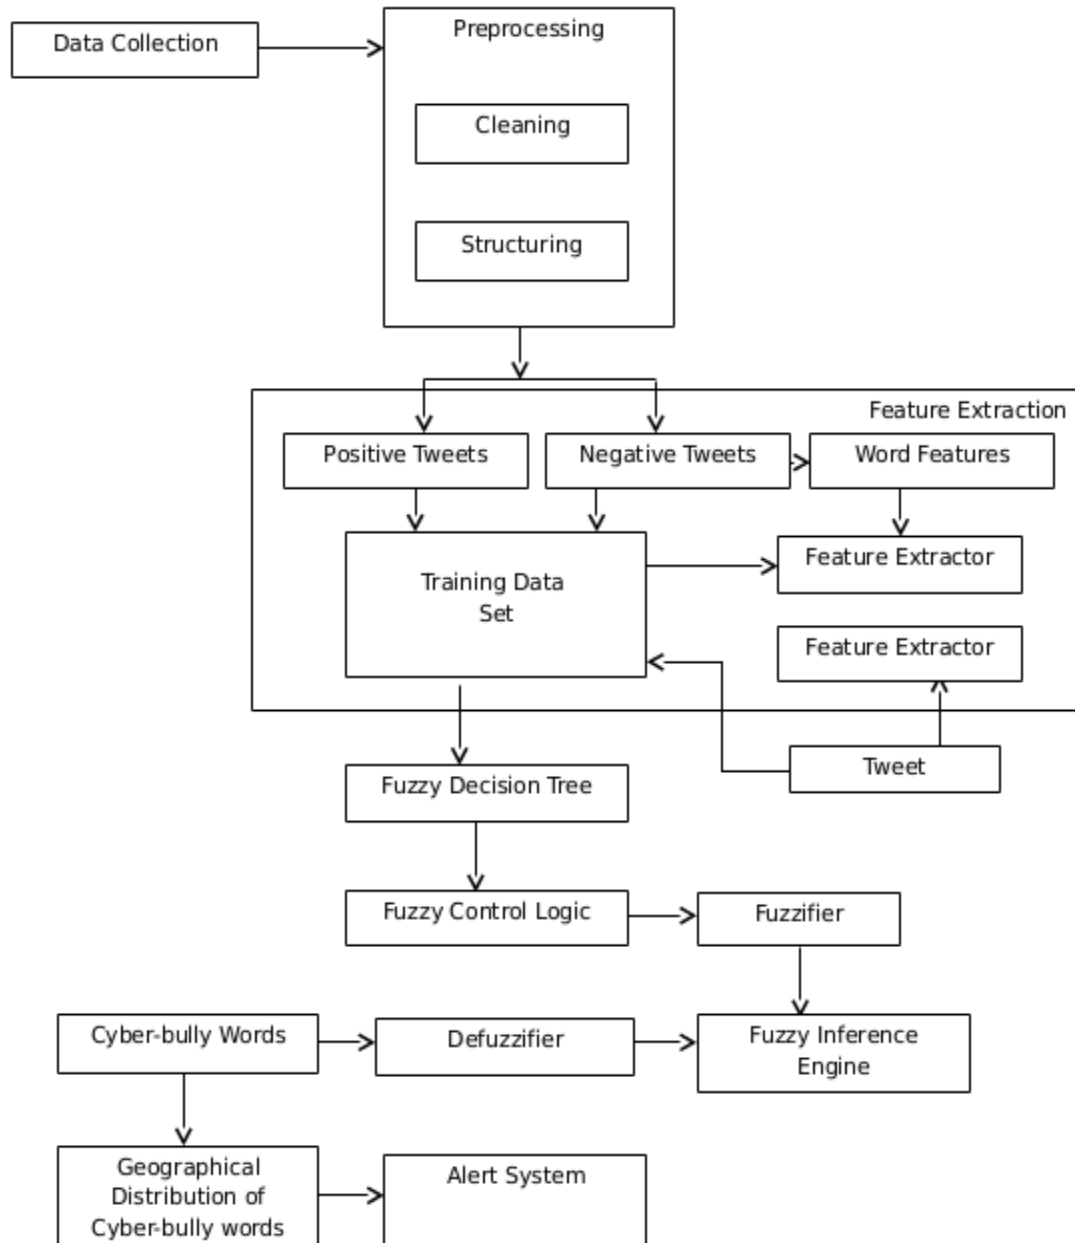 Data Collection
Preprocessing
Cleaning
Structuring
Feature Extraction
Positive Tweets
Negative Tweets
Word Features
Training Data
Set
Feature Extractor
Feature Extractor
Tweet
Fuzzy Decision Tree
Fuzzy Control Logic
Fuzzifier
Cyber-bully Words
Defuzzifier
Fuzzy Inference
Engine
Geographical
Distribution of
Cyber-bully words
Alert System